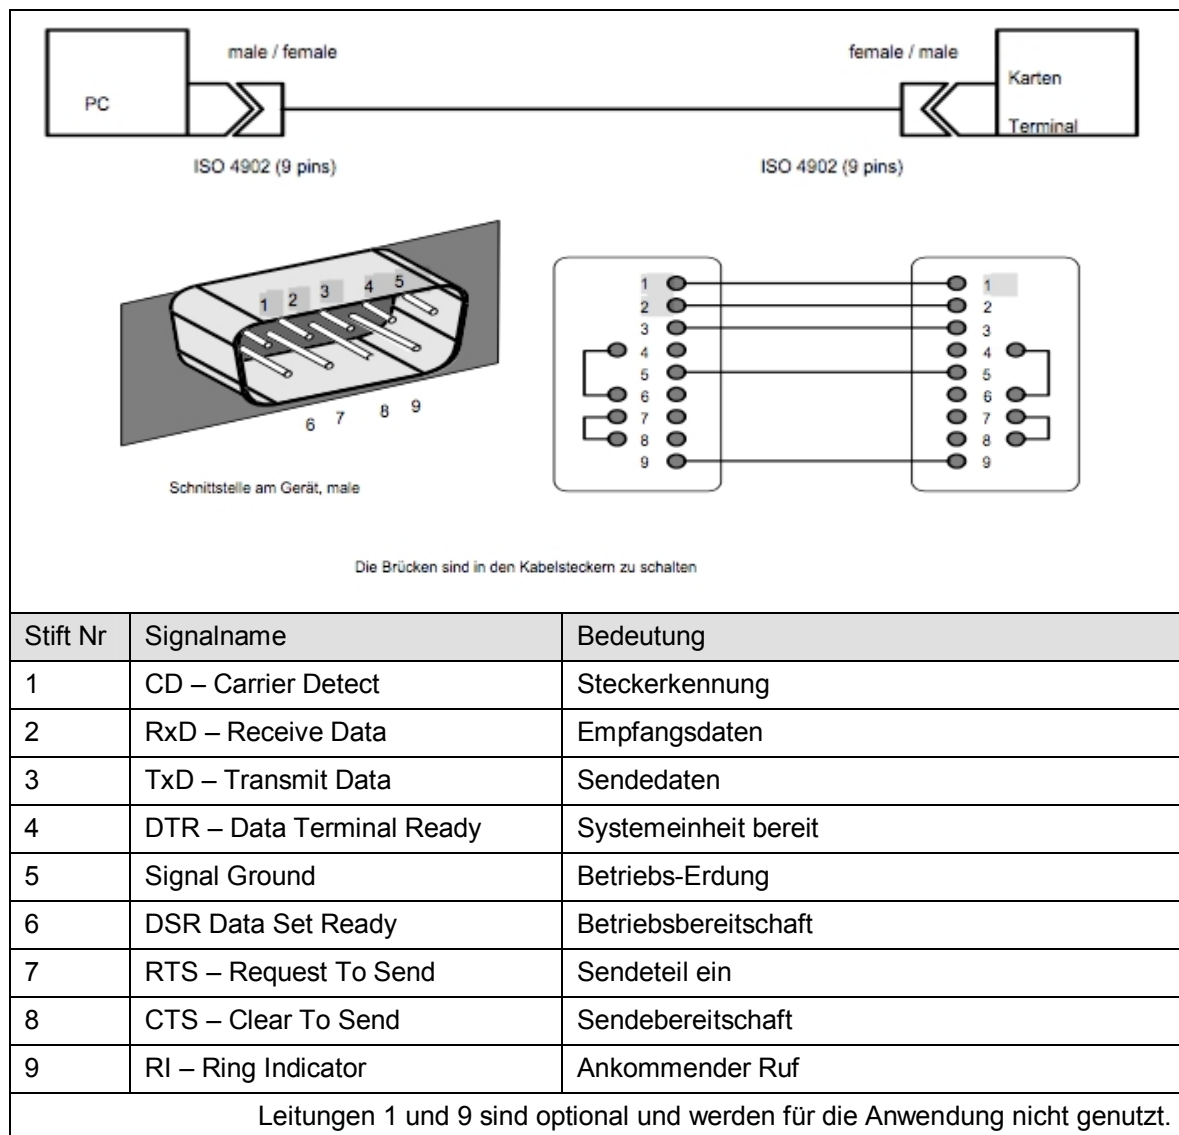 male / female
female / male
PC
Karten
Terminal
ISO 4902 (9 pins)
ISO 4902 (9 pins)
1 2 3 4 5
6 7 8 9
Schnittstelle am Gerät, male
1 1
2 2
3 3
4 4
5 5
6 6
7 7
8 8
9 9
Die Brücken sind in den Kabelsteckern zu schalten
Stift Nr Signalname Bedeutung
1 CD – Carrier Detect Steckerkennung
2 RxD – Receive Data Empfangsdaten
3 TxD – Transmit Data Sendedaten
4 DTR – Data Terminal Ready Systemeinheit bereit
5 Signal Ground Betriebs-Erdung
6 DSR Data Set Ready Betriebsbereitschaft
7 RTS – Request To Send Sendeteil ein
8 CTS – Clear To Send Sendebereitschaft
9 RI – Ring Indicator Ankommender Ruf
Leitungen 1 und 9 sind optional und werden für die Anwendung nicht genutzt.